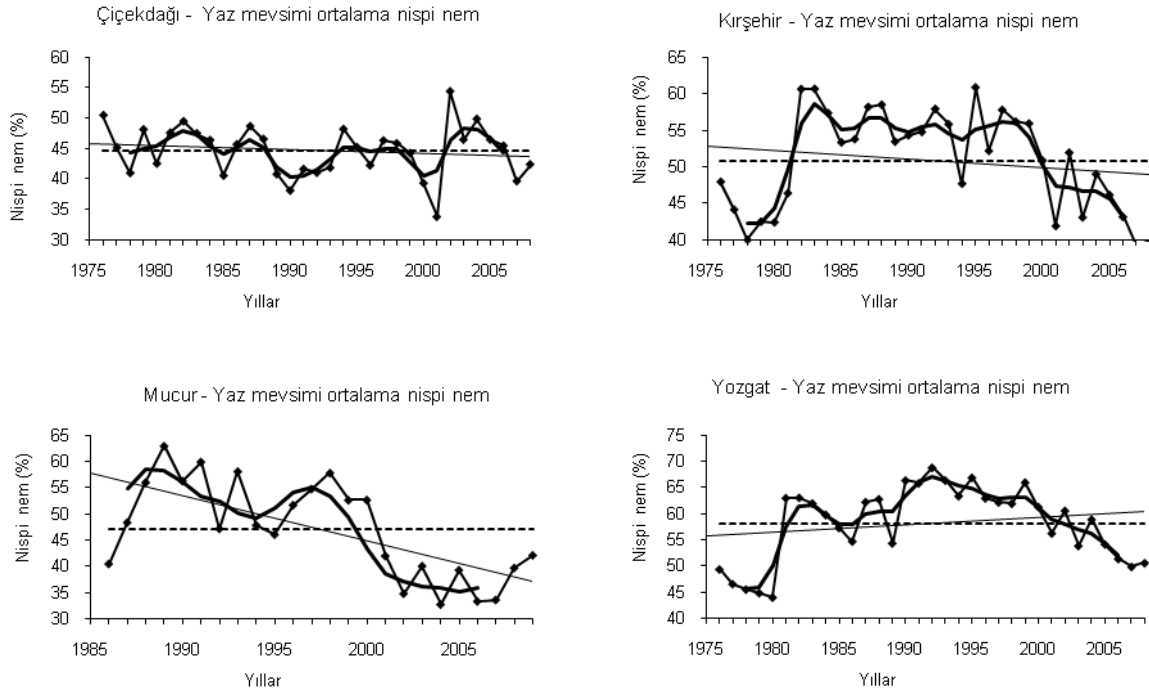 Çiçekdağı - Yaz mevsimi ortalama nispi nem
Nispi nem (%)
60
55
50
45
40
35
30
1975 1980 1985 1990 1995 2000 2005
Yıllar
Kırşehir - Yaz mevsimi ortalama nispi nem
Nispi nem (%)
65
60
55
50
45
40
1975 1980 1985 1990 1995 2000 2005
Yıllar
Mucur - Yaz mevsimi ortalama nispi nem
Nispi nem (%)
65
60
55
50
45
40
35
30
1985 1990 1995 2000 2005
Yıllar
Yozgat - Yaz mevsimi ortalama nispi nem
Nispi nem (%)
75
70
65
60
55
50
45
40
1975 1980 1985 1990 1995 2000 2005
Yıllar